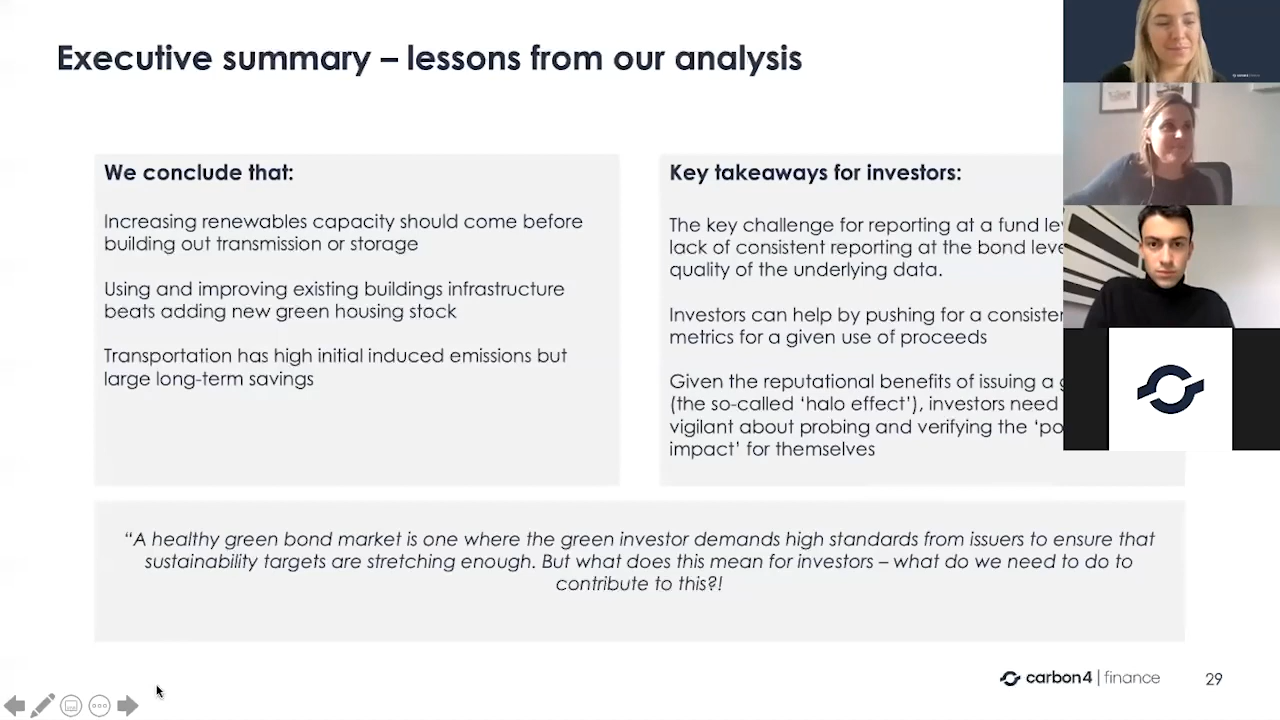 Executive summary – lessons from our analysis
We conclude that:
Increasing renewables capacity should come before
building out transmission or storage
Using and improving existing buildings infrastructure
beats adding new green housing stock
Transportation has high initial induced emissions but
large long-term savings
Key takeaways for investors:
The key challenge for reporting at a fund
lack of consistent reporting at the bond
quality of the underlying data.
Investors can help by pushing for a
metrics for a given use of proceeds
Given the reputational benefits of issuing a
(the so-called ‘halo effect’), investors need
vigilant about probing and verifying the
impact’ for themselves
“A healthy green bond market is one where the green investor demands high standards from issuers to ensure that
sustainability targets are stretching enough. But what does this mean for investors – what do we need to do to
contribute to this?!
carbon4 | finance
29